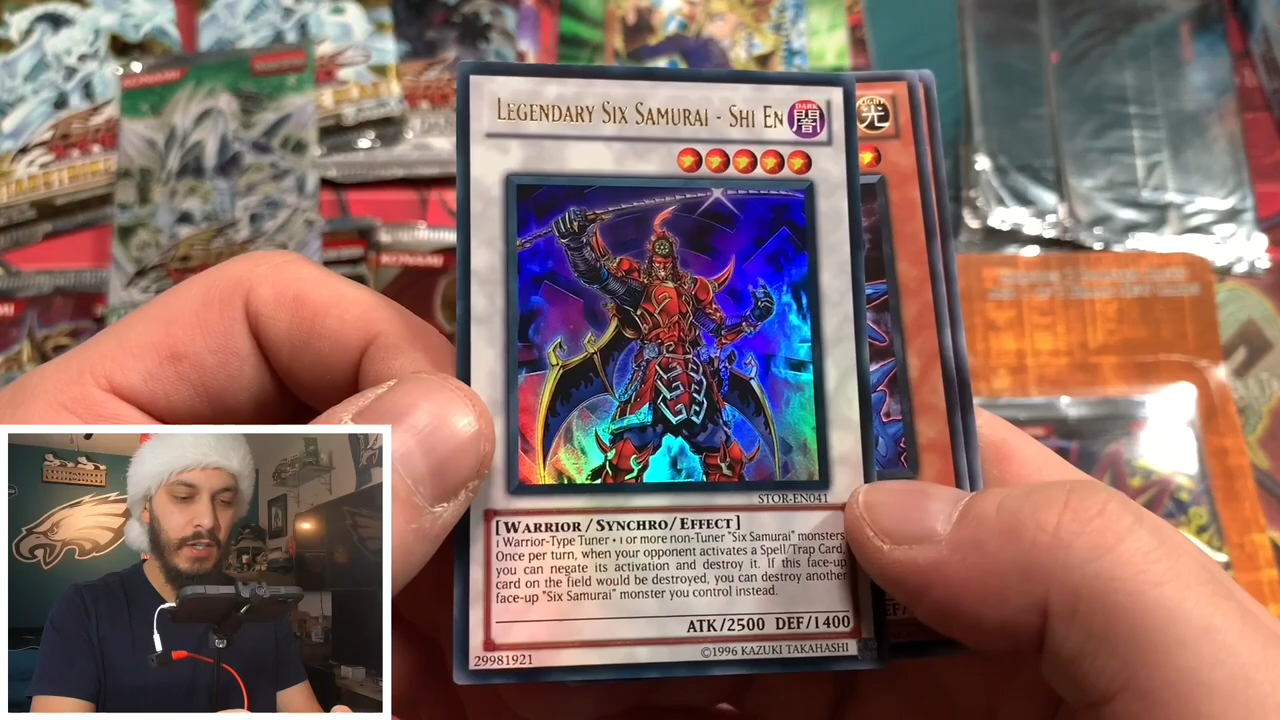 KONAMI
KONAMI
LEGENDARY SIX SAMURAI - SHI EN
DARK
闇
LIGHT
光
STOR-EN041
[WARRIOR / SYNCHRO / EFFECT]
1 Warrior-Type Tuner + 1 or more non-Tuner "Six Samurai" monsters
Once per turn, when your opponent activates a Spell/Trap Card,
you can negate its activation and destroy it. If this face-up
card on the field would be destroyed, you can destroy another
face-up "Six Samurai" monster you control instead.
ATK/2500 DEF/1400
29981921
©1996 KAZUKI TAKAHASHI